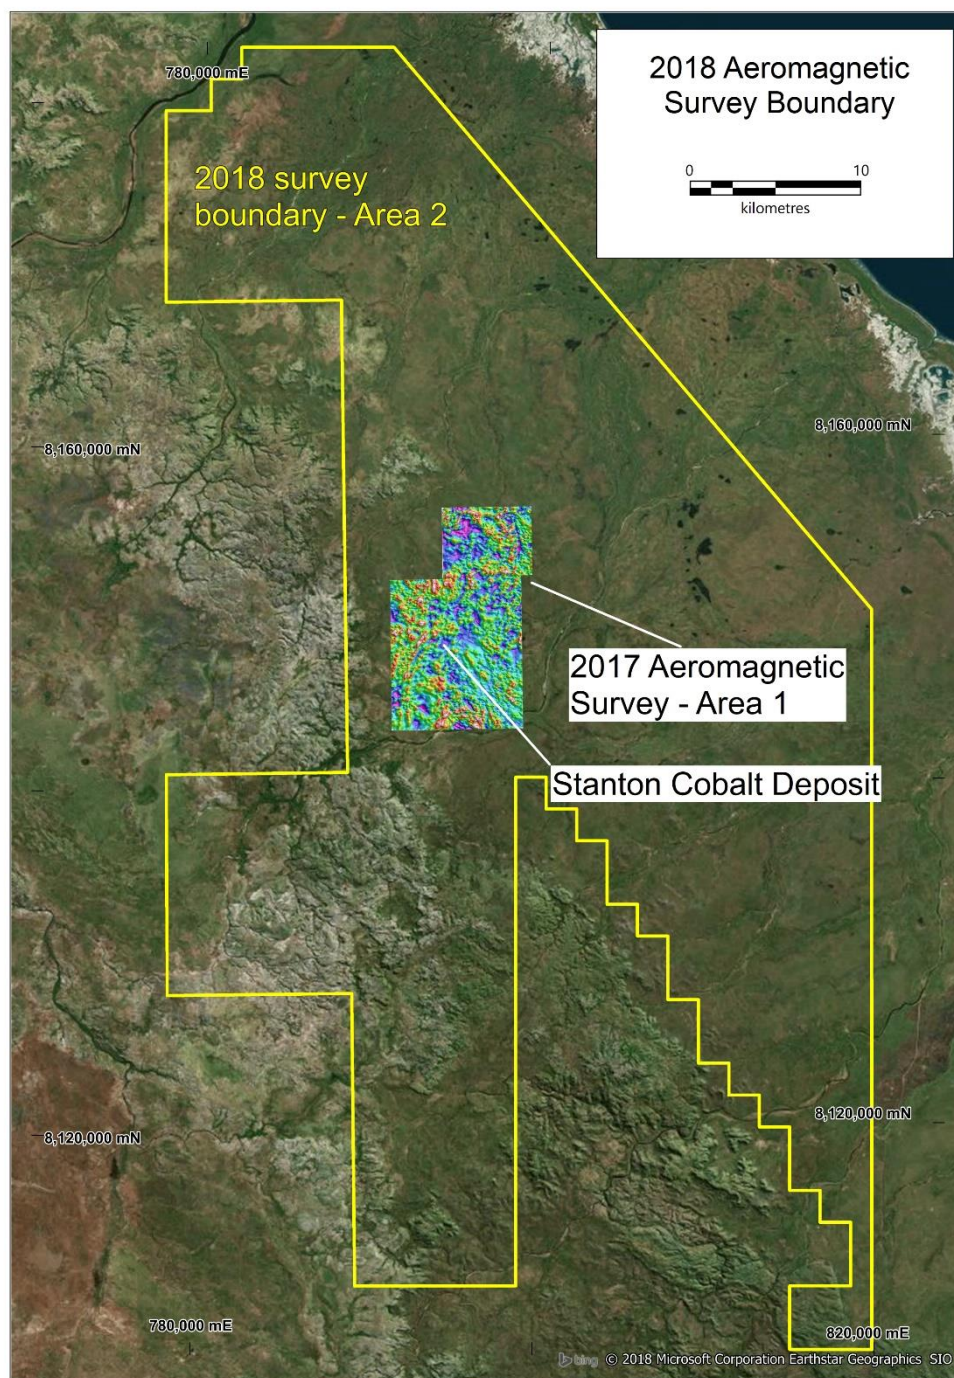 2018 Aeromagnetic
Survey Boundary
0 10
kilometres
780,000 mE
2018 survey
boundary - Area 2
8,160,000 mN
8,160,000 mN
2017 Aeromagnetic
Survey - Area 1
Stanton Cobalt Deposit
8,120,000 mN
8,120,000 mN
780,000 mE
820,000 mE
bing © 2018 Microsoft Corporation Earthstar Geographics SIO